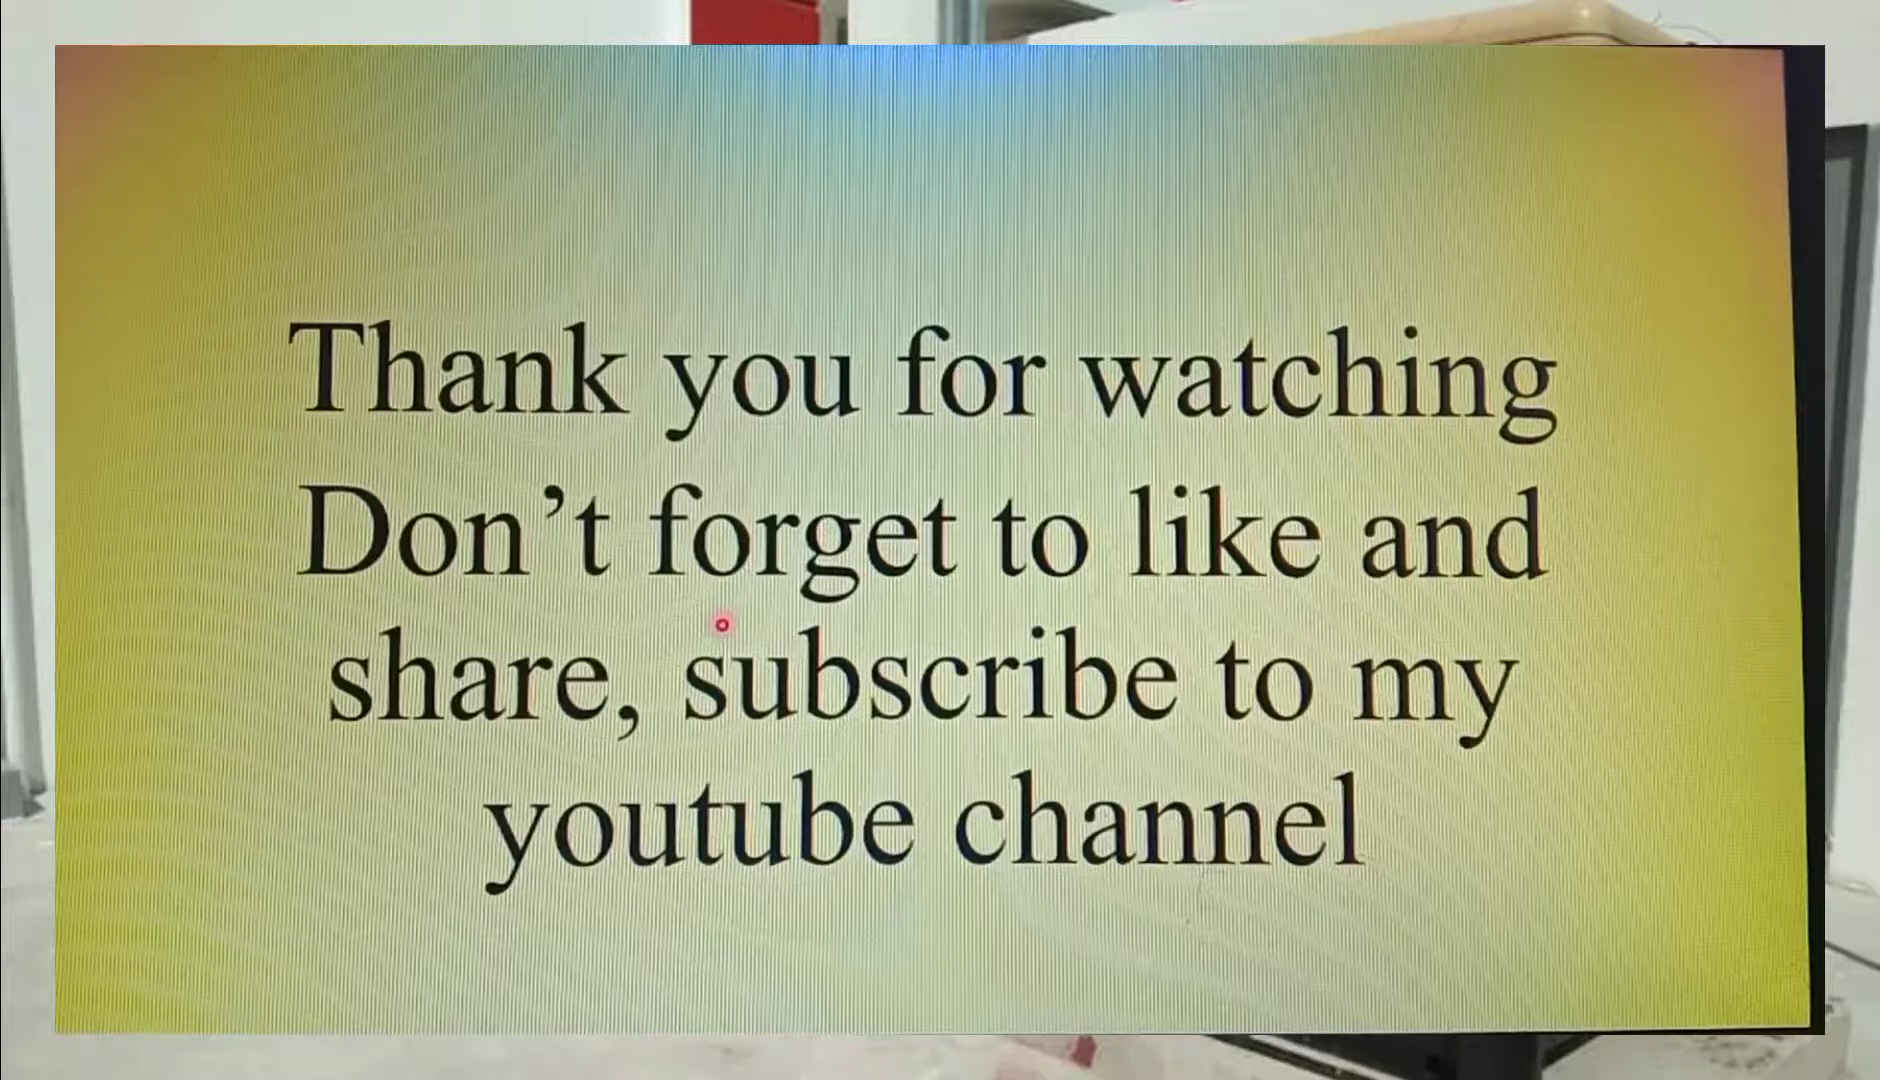 Thank you for watching
Don’t forget to like and
share, subscribe to my
youtube channel